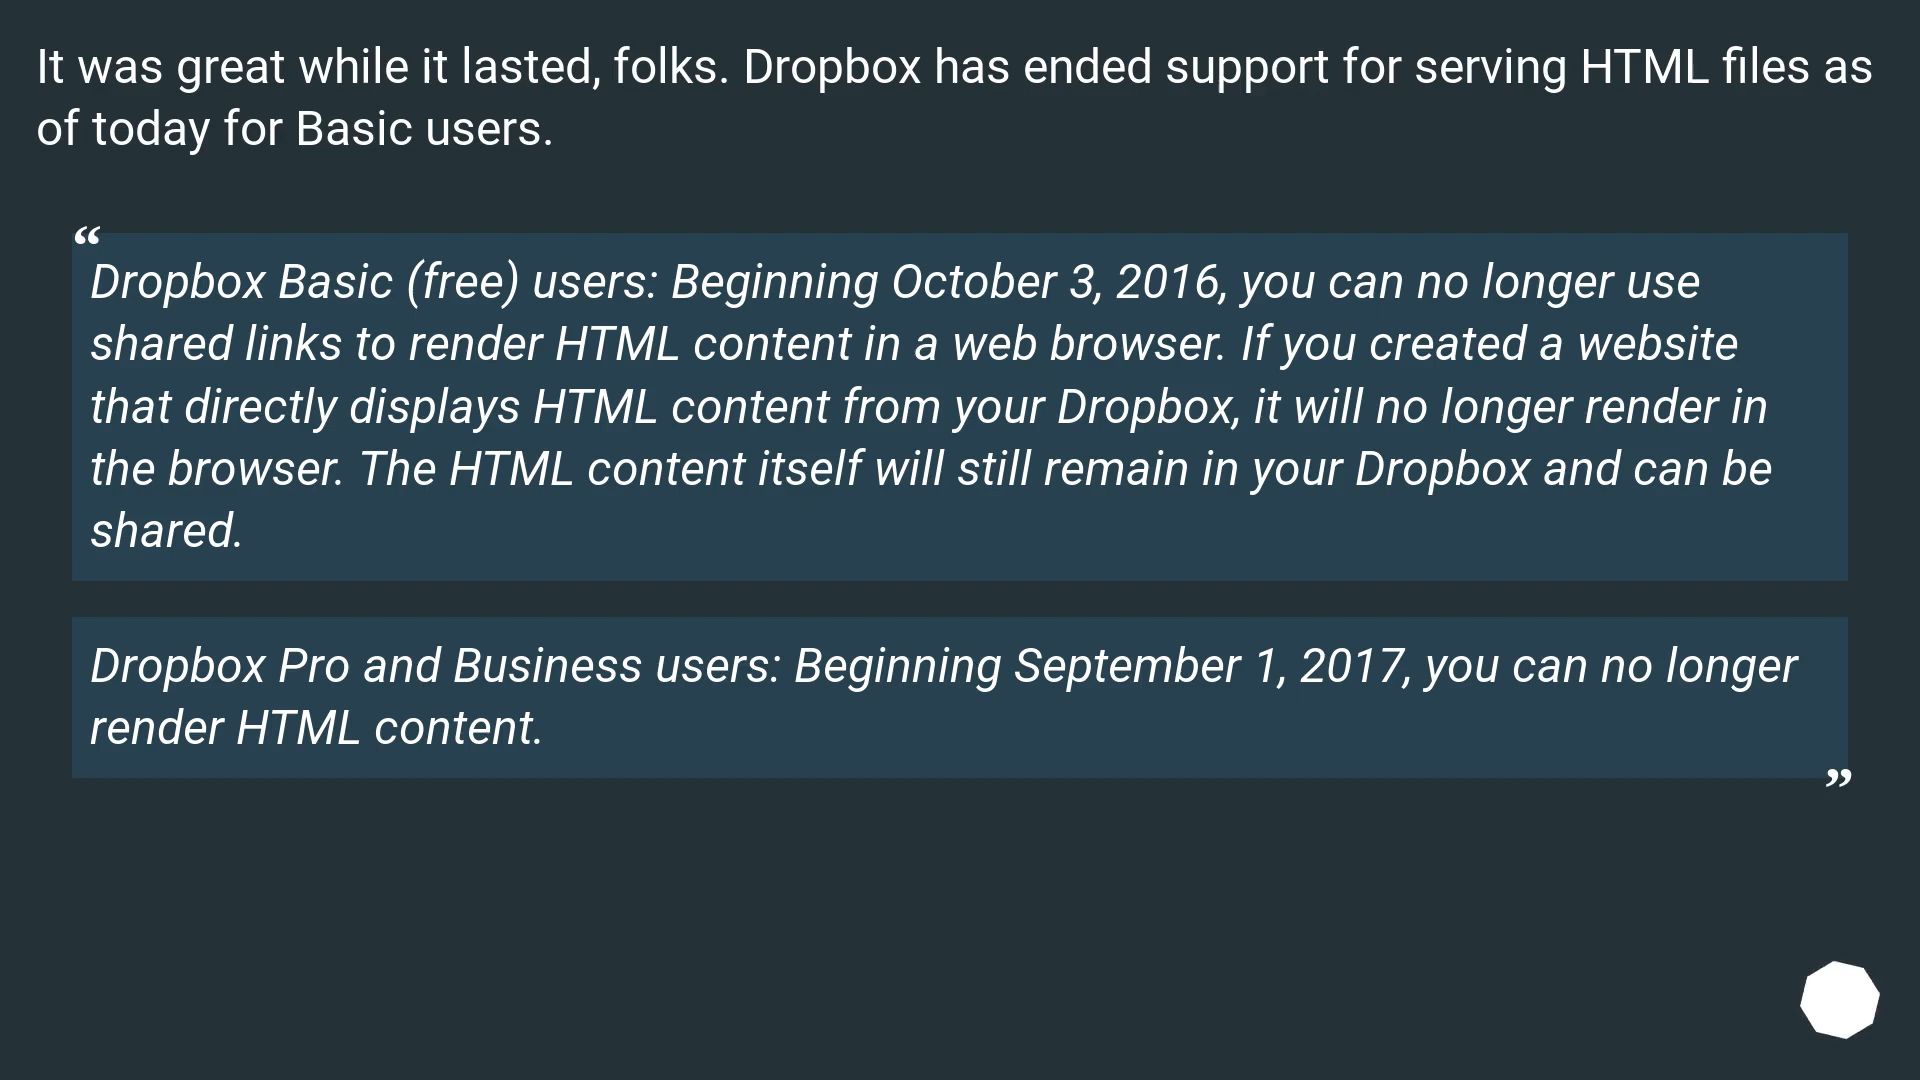 It was great while it lasted, folks. Dropbox has ended support for serving HTML files as
of today for Basic users.
“
Dropbox Basic (free) users: Beginning October 3, 2016, you can no longer use
shared links to render HTML content in a web browser. If you created a website
that directly displays HTML content from your Dropbox, it will no longer render in
the browser. The HTML content itself will still remain in your Dropbox and can be
shared.
Dropbox Pro and Business users: Beginning September 1, 2017, you can no longer
render HTML content.
”